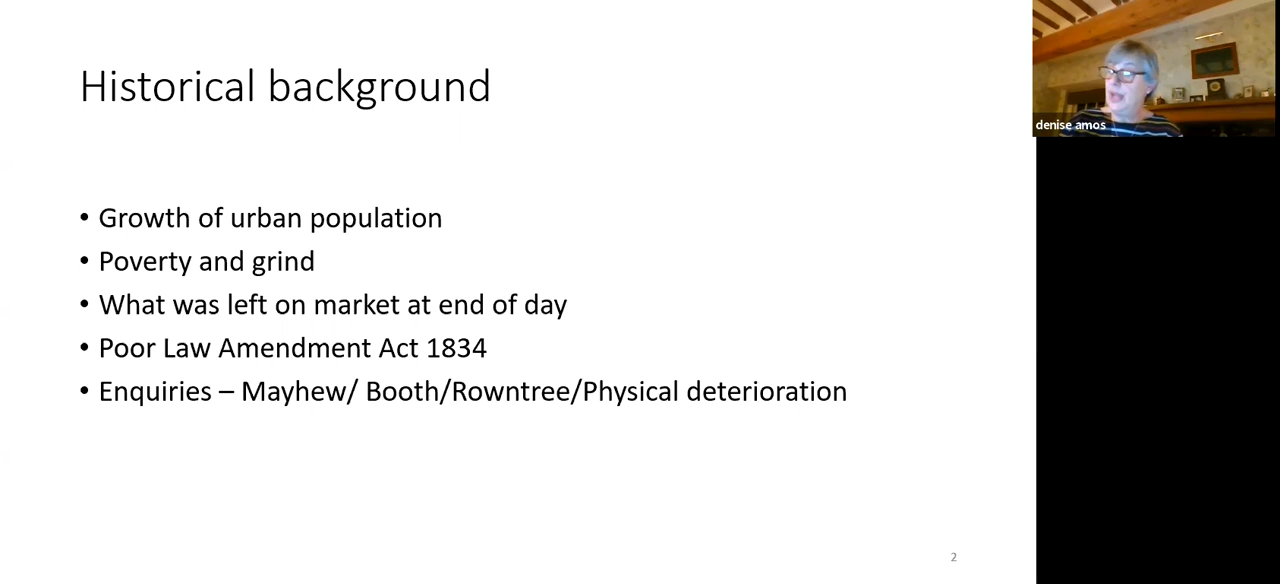 Historical background
denise amos
• Growth of urban population
• Poverty and grind
• What was left on market at end of day
• Poor Law Amendment Act 1834
• Enquiries – Mayhew/ Booth/Rowntree/Physical deterioration
2